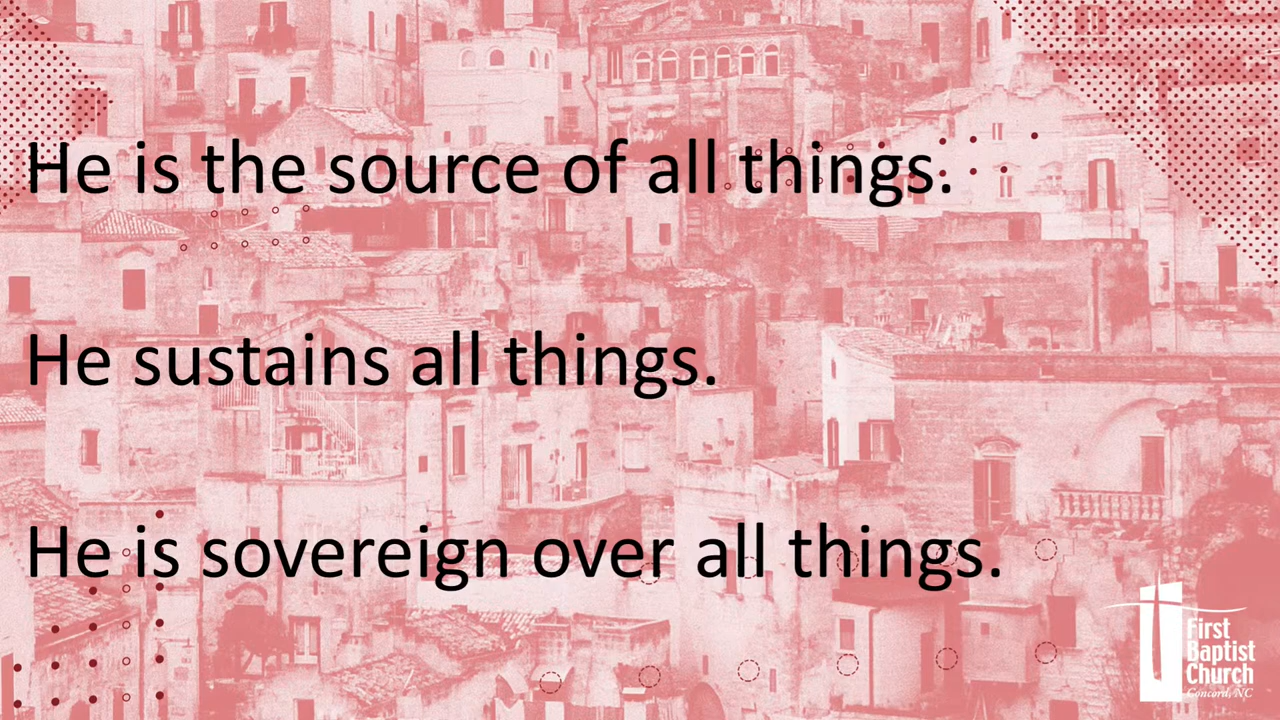 He is the source of all things.
He sustains all things.
He is sovereign over all things.
First
Baptist
Church
Concord, NC